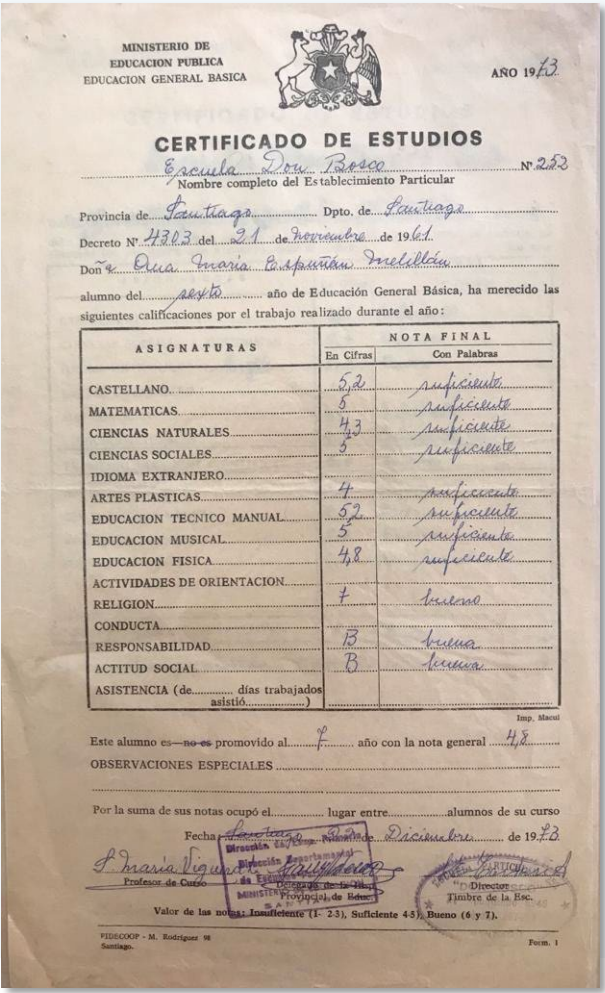 MINISTERIO DE
EDUCACION PUBLICA
EDUCACION GENERAL BASICA
AÑO 1973
CERTIFICADO DE ESTUDIOS
Escuela Don Bosco Nº 252
Nombre completo del Establecimiento Particular
Provincia de Santiago Dpto. de Santiago
Decreto Nº 4303 del 21 de Noviembre de 1961
Doña Ana María Espuñán Melillán
alumno del sexto año de Educación General Básica, ha merecido las
siguientes calificaciones por el trabajo realizado durante el año:
ASIGNATURAS NOTA FINAL
En Cifras Con Palabras
CASTELLANO 5,2 suficiente
MATEMATICAS 5 suficiente
CIENCIAS NATURALES 4,3 suficiente
CIENCIAS SOCIALES 5 suficiente
IDIOMA EXTRANJERO
ARTES PLASTICAS 4 suficiente
EDUCACION TECNICO MANUAL 52 suficiente
EDUCACION MUSICAL 5 suficiente
EDUCACION FISICA 4,8 suficiente
ACTIVIDADES DE ORIENTACION
RELIGION 7 bueno
CONDUCTA
RESPONSABILIDAD B buena
ACTITUD SOCIAL B buena
ASISTENCIA (de ............ días trabajados
asistió ..................)
Imp. Macul
Este alumno es—no es promovido al 7 año con la nota general 4,8
OBSERVACIONES ESPECIALES
Por la suma de sus notas ocupó el .......... lugar entre .......... alumnos de su curso
Fecha Santiago 22 de Diciembre de 1973
Dirección Departamental
S. María
Profesor de Curso Delegado de la Insp. Director
Provincial de Educ. Timbre de la Esc.
SANTIAGO
Valor de las notas: Insuficiente (1- 2-3), Suficiente 4-5), Bueno (6 y 7).
FIDECOOP - M. Rodríguez 98
Santiago.
Form. 1